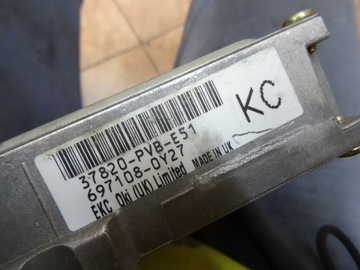 KC
37820-PVB-E51
697108-0Y27
EKC Oki (UK) Limited MADE IN UK